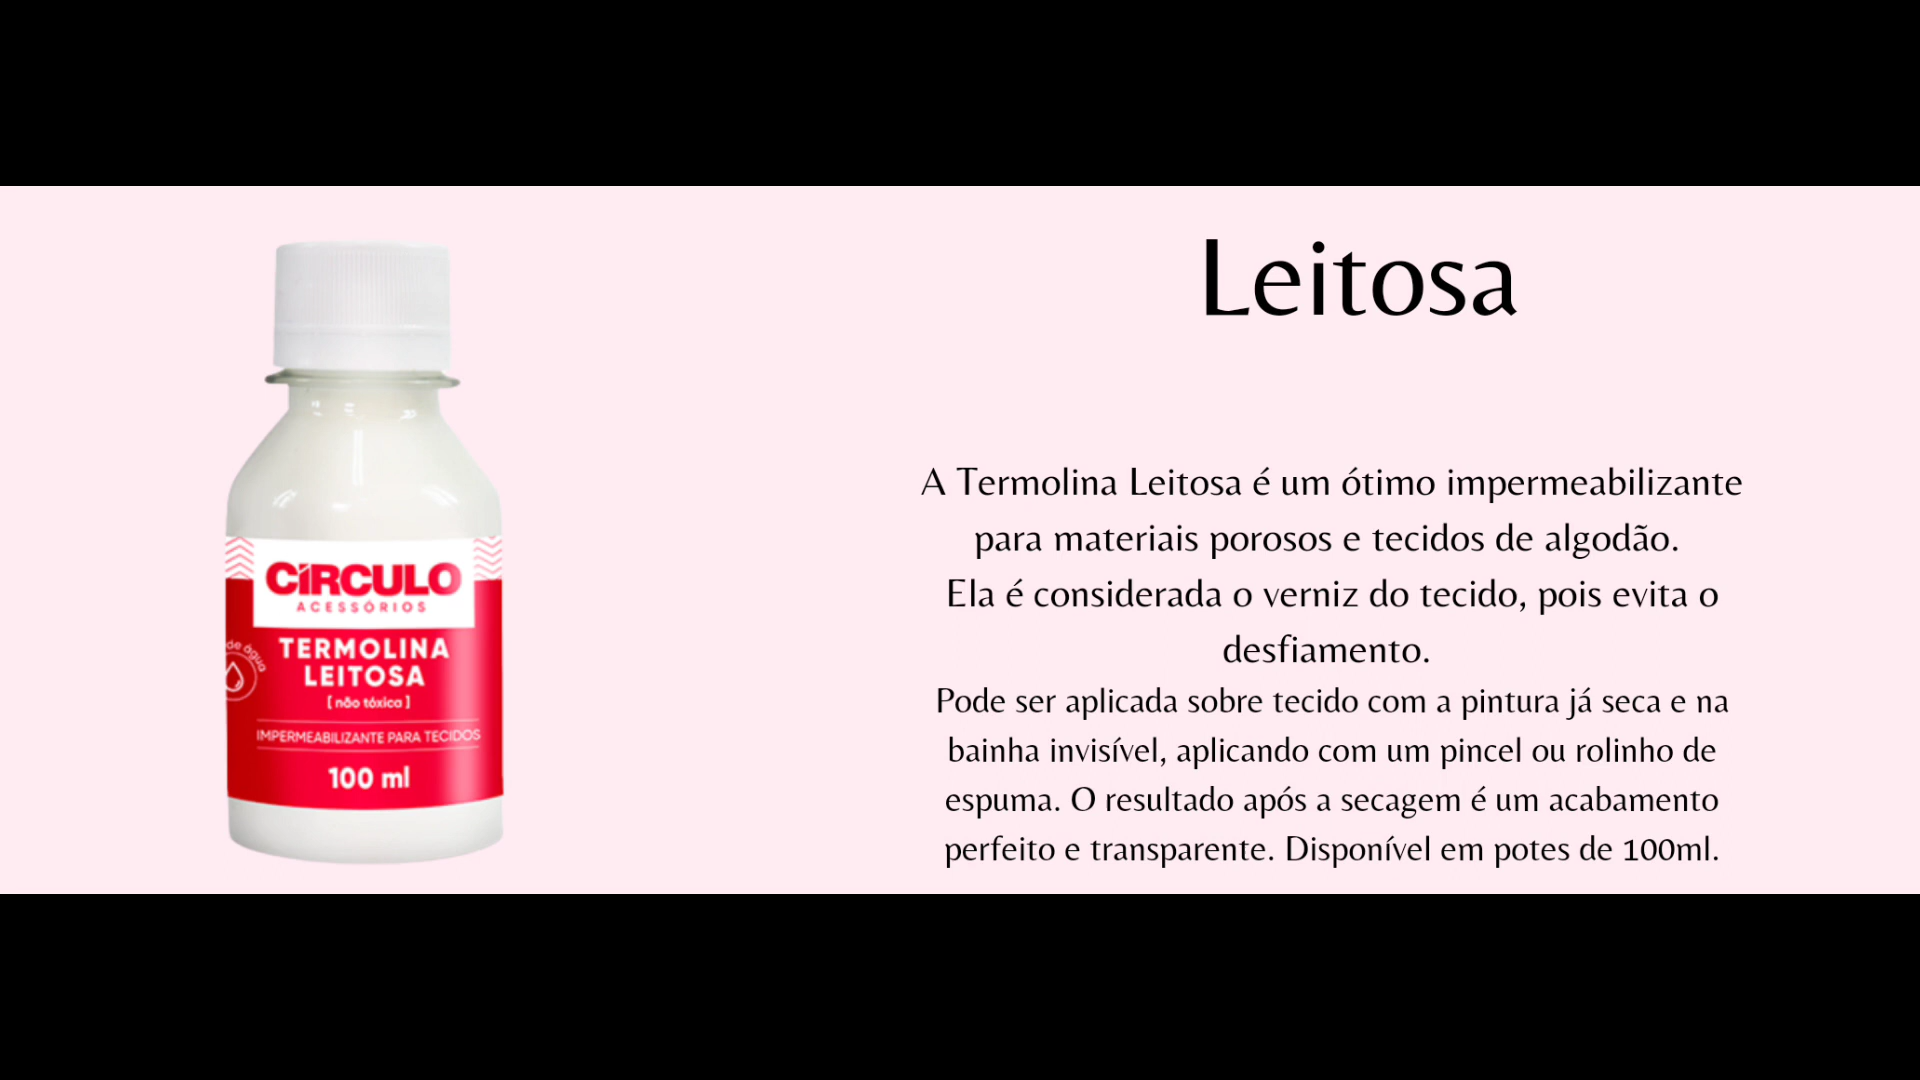 Leitosa
A Termolina Leitosa é um ótimo impermeabilizante
para materiais porosos e tecidos de algodão.
Ela é considerada o verniz do tecido, pois evita o
desfiamento.
Pode ser aplicada sobre tecido com a pintura já seca e na
bainha invisível, aplicando com um pincel ou rolinho de
espuma. O resultado após a secagem é um acabamento
perfeito e transparente. Disponível em potes de 100ml.
CÍRCULO
ACESSÓRIOS
de água
TERMOLINA
LEITOSA
[ não tóxica ]
IMPERMEABILIZANTE PARA TECIDOS
100 ml